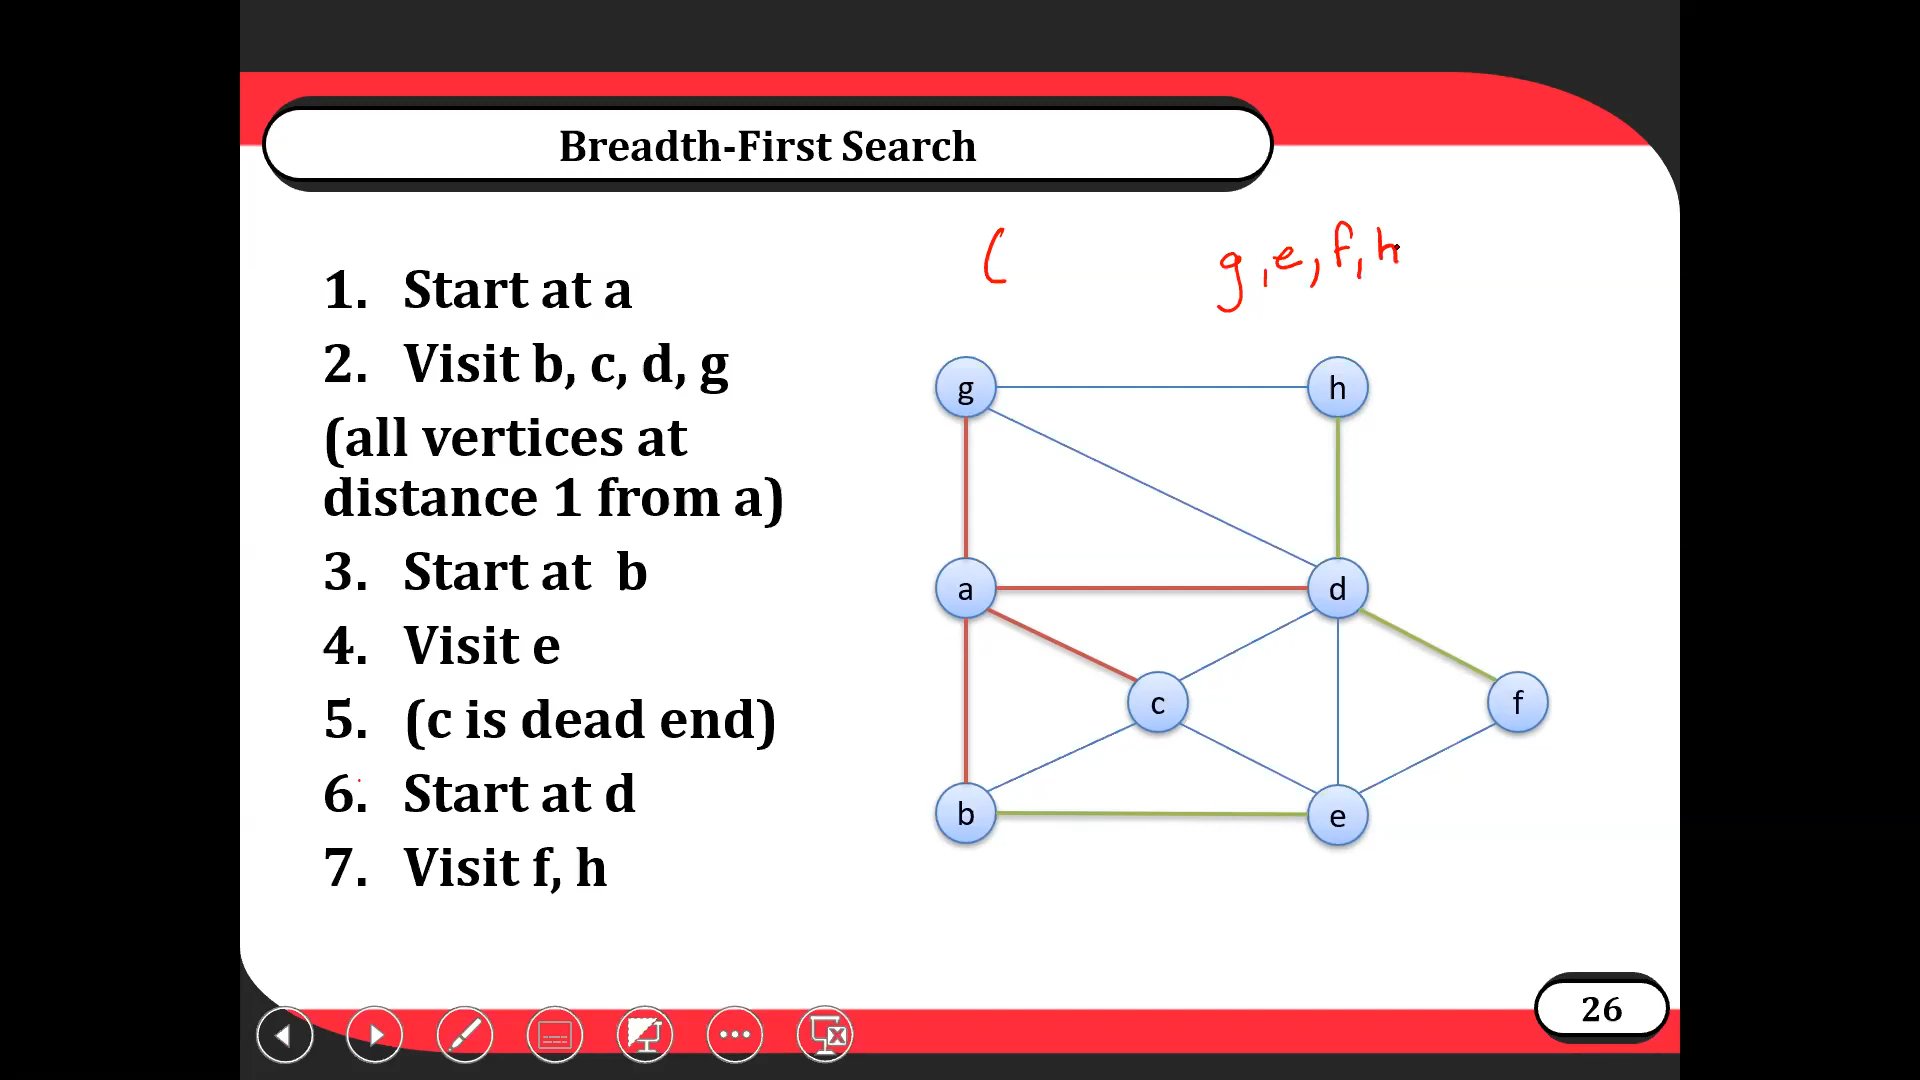 Breadth-First Search
( g, e, f, h
1. Start at a
2. Visit b, c, d, g
(all vertices at
distance 1 from a)
3. Start at b
4. Visit e
5. (c is dead end)
6. Start at d
7. Visit f, h
g h
a d
c f
b e
26